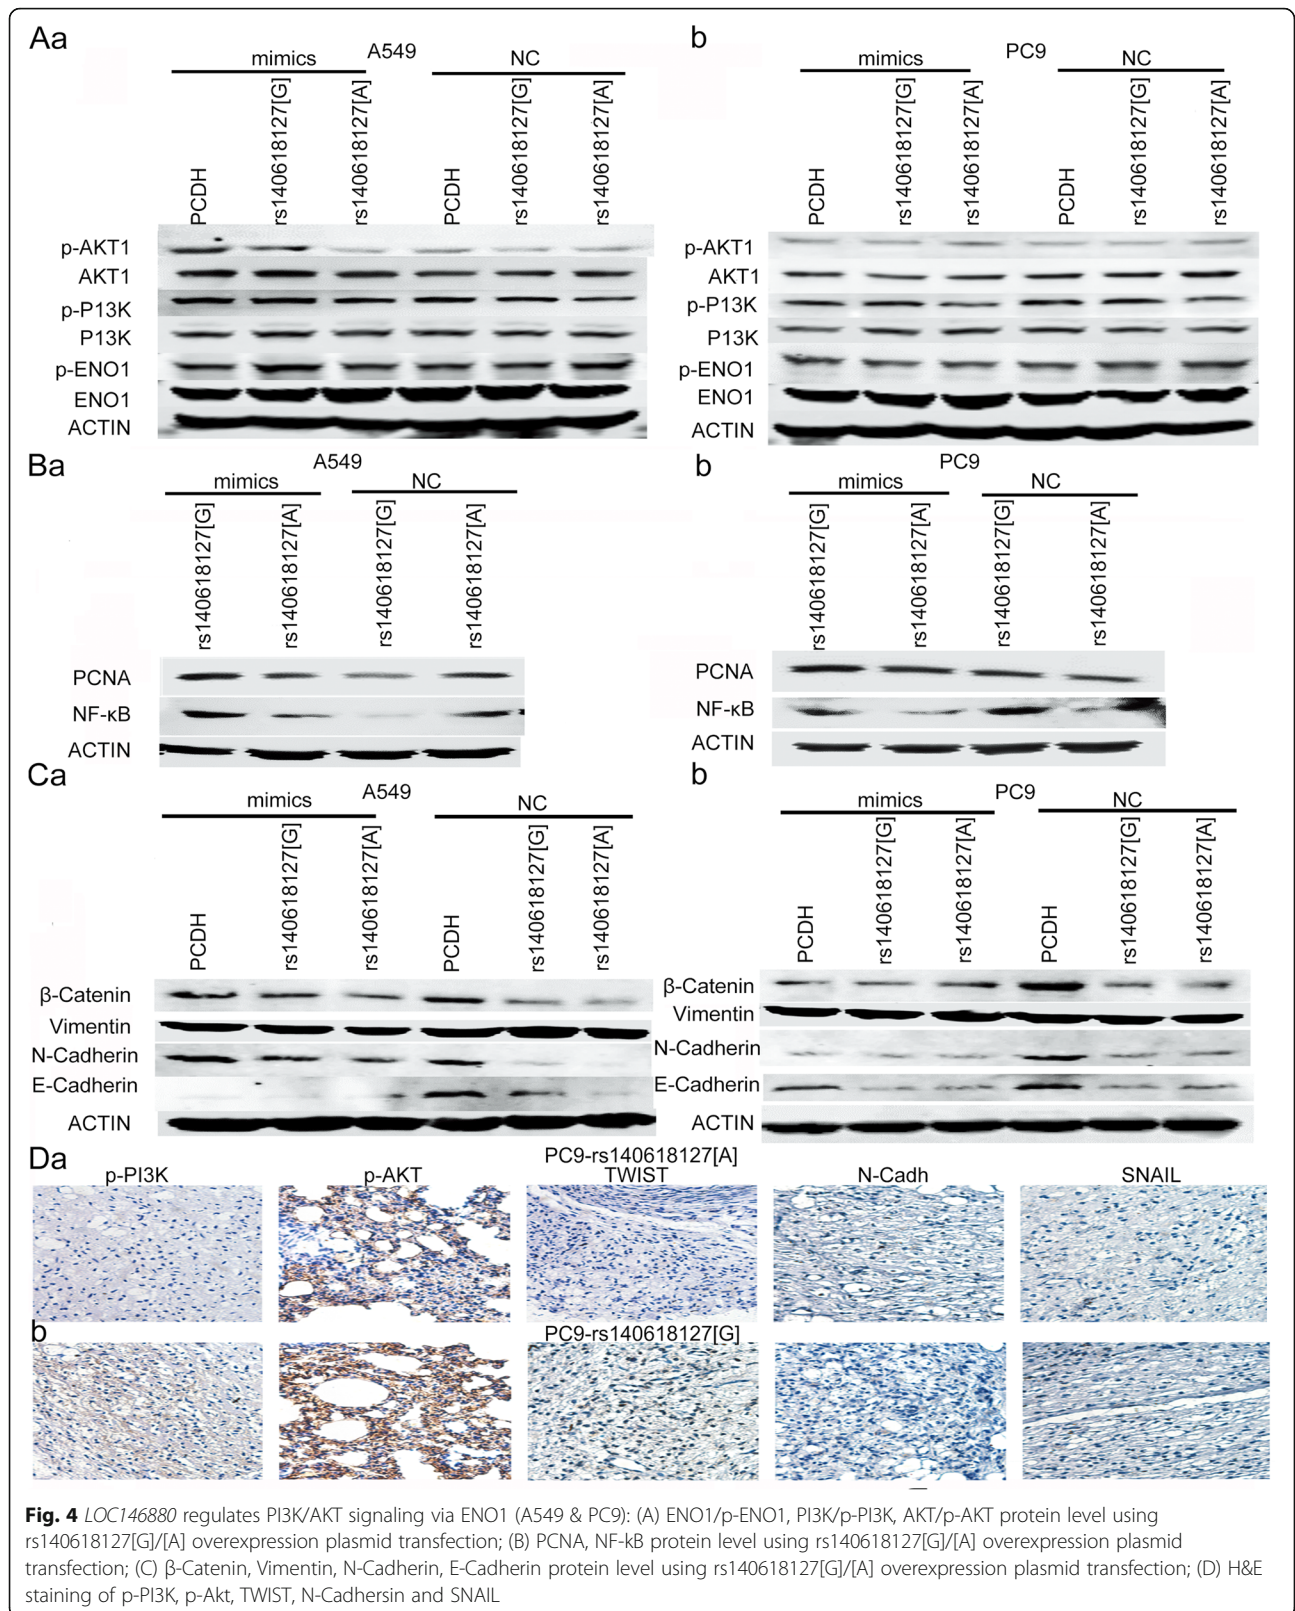 Aa
A549
mimics
NC
PCDH
rs140618127[G]
rs140618127[A]
PCDH
rs140618127[G]
rs140618127[A]
p-AKT1
AKT1
p-P13K
P13K
p-ENO1
ENO1
ACTIN
b
PC9
mimics
NC
PCDH
rs140618127[G]
rs140618127[A]
PCDH
rs140618127[G]
rs140618127[A]
p-AKT1
AKT1
p-P13K
P13K
p-ENO1
ENO1
ACTIN
Ba
A549
mimics
NC
rs140618127[G]
rs140618127[A]
rs140618127[G]
rs140618127[A]
PCNA
NF-κB
ACTIN
b
PC9
mimics
NC
rs140618127[G]
rs140618127[A]
rs140618127[G]
rs140618127[A]
PCNA
NF-κB
ACTIN
Ca
A549
mimics
NC
PCDH
rs140618127[G]
rs140618127[A]
PCDH
rs140618127[G]
rs140618127[A]
β-Catenin
Vimentin
N-Cadherin
E-Cadherin
ACTIN
b
PC9
mimics
NC
PCDH
rs140618127[G]
rs140618127[A]
PCDH
rs140618127[G]
rs140618127[A]
β-Catenin
Vimentin
N-Cadherin
E-Cadherin
ACTIN
Da
PC9-rs140618127[A]
p-PI3K p-AKT TWIST N-Cadh SNAIL
b
PC9-rs140618127[G]
Fig. 4 LOC146880 regulates PI3K/AKT signaling via ENO1 (A549 & PC9): (A) ENO1/p-ENO1, PI3K/p-PI3K, AKT/p-AKT protein level using
rs140618127[G]/[A] overexpression plasmid transfection; (B) PCNA, NF-kB protein level using rs140618127[G]/[A] overexpression plasmid
transfection; (C) β-Catenin, Vimentin, N-Cadherin, E-Cadherin protein level using rs140618127[G]/[A] overexpression plasmid transfection; (D) H&E
staining of p-PI3K, p-Akt, TWIST, N-Cadhersin and SNAIL